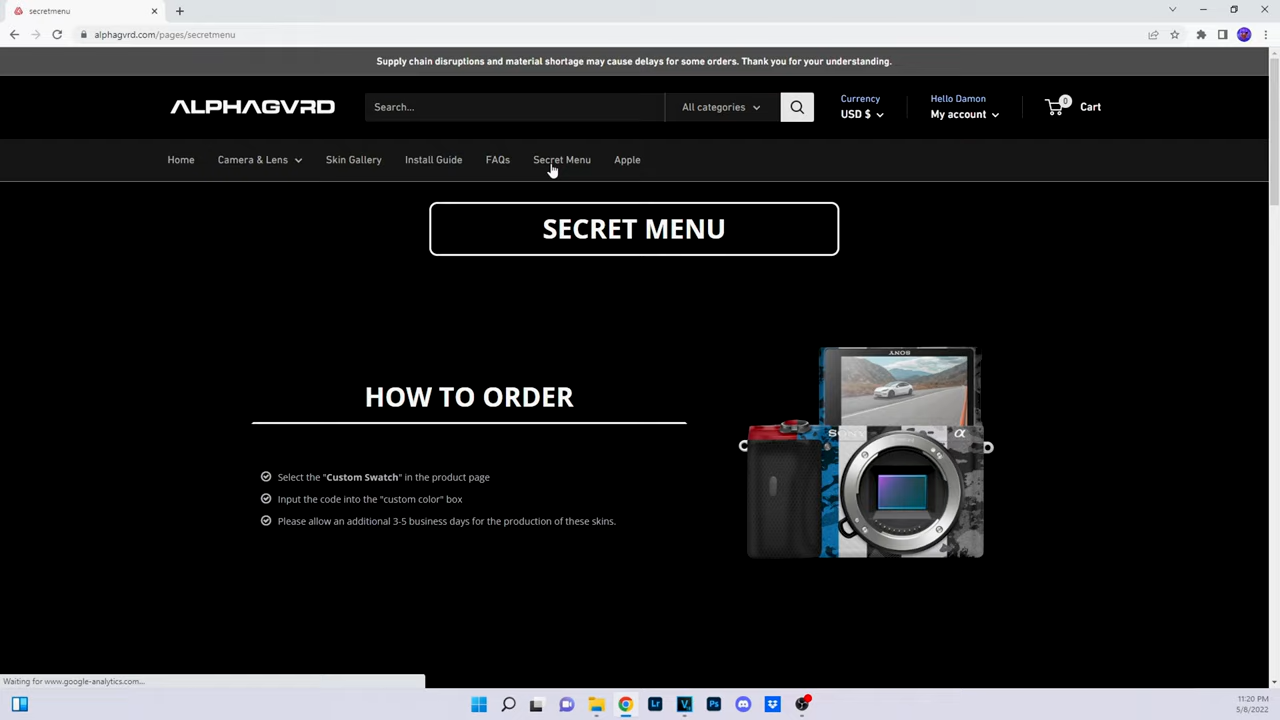 secretmenu
alphagvrd.com/pages/secretmenu
Supply chain disruptions and material shortage may cause delays for some orders. Thank you for your understanding.
ALPHAGVRD
Search...
All categories
Currency
USD $
Hello Damon
My account
0
Cart
Home
Camera & Lens
Skin Gallery
Install Guide
FAQs
Secret Menu
Apple
SECRET MENU
HOW TO ORDER
Select the "Custom Swatch" in the product page
Input the code into the "custom color" box
Please allow an additional 3-5 business days for the production of these skins.
SONY
SONY
α
Waiting for www.google-analytics.com...
Lr
V
Ps
11:20 PM
5/8/2022